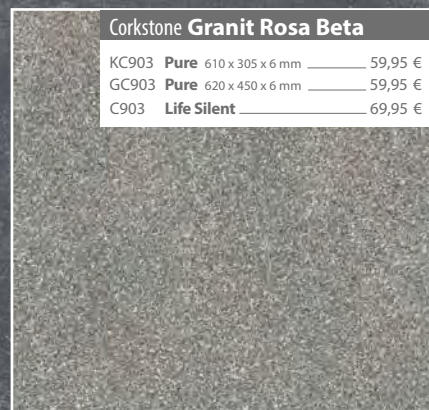 Corkstone Granit Rosa Beta
KC903 Pure 610 x 305 x 6 mm 59,95 €
GC903 Pure 620 x 450 x 6 mm 59,95 €
C903 Life Silent 69,95 €